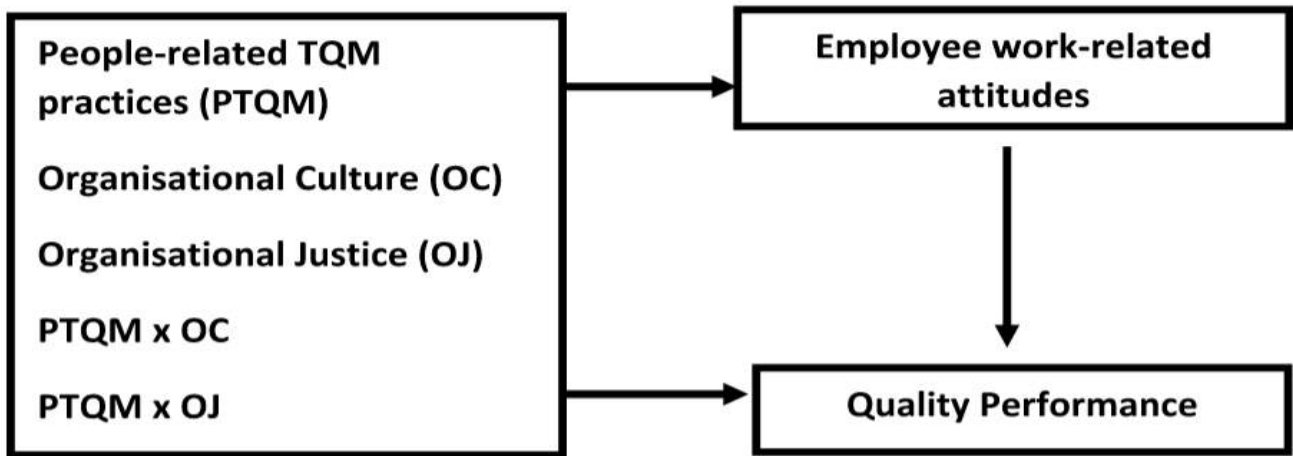 People-related TQM
practices (PTQM)
Organisational Culture (OC)
Organisational Justice (OJ)
PTQM x OC
PTQM x OJ
Employee work-related
attitudes
Quality Performance